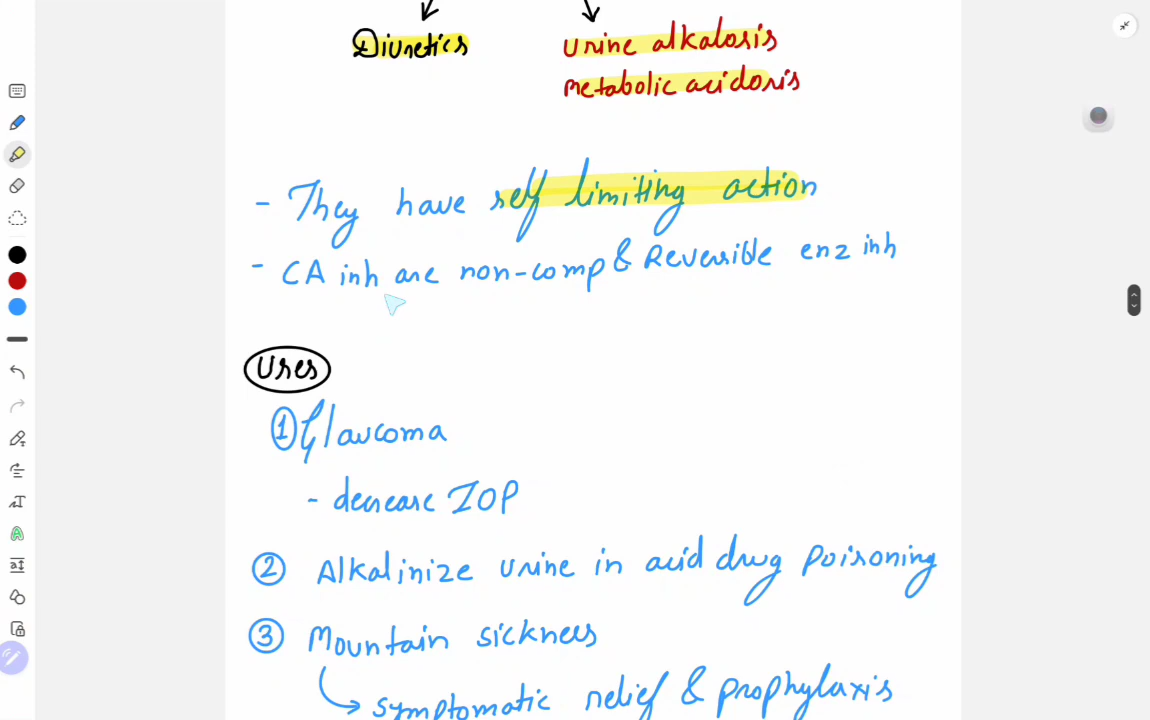 Diuretics
urine alkalosis
metabolic acidosis
- They have self limiting action
- CA inh are non-comp & Reversible enz inh
Uses
① Glaucoma
- decrease IOP
② Alkalinize urine in acid drug poisoning
③ Mountain sickness
symptomatic relief & prophylaxis